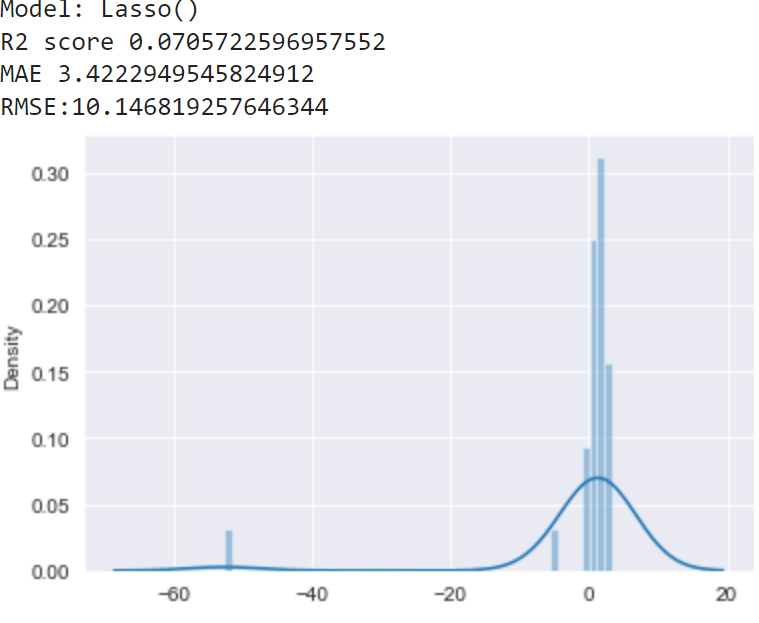 Model: Lasso()
R2 score 0.0705722596957552
MAE 3.4222949545824912
RMSE:10.146819257646344
0.30
0.25
0.20
0.15
0.10
0.05
0.00
Density
−60 −40 −20 0 20